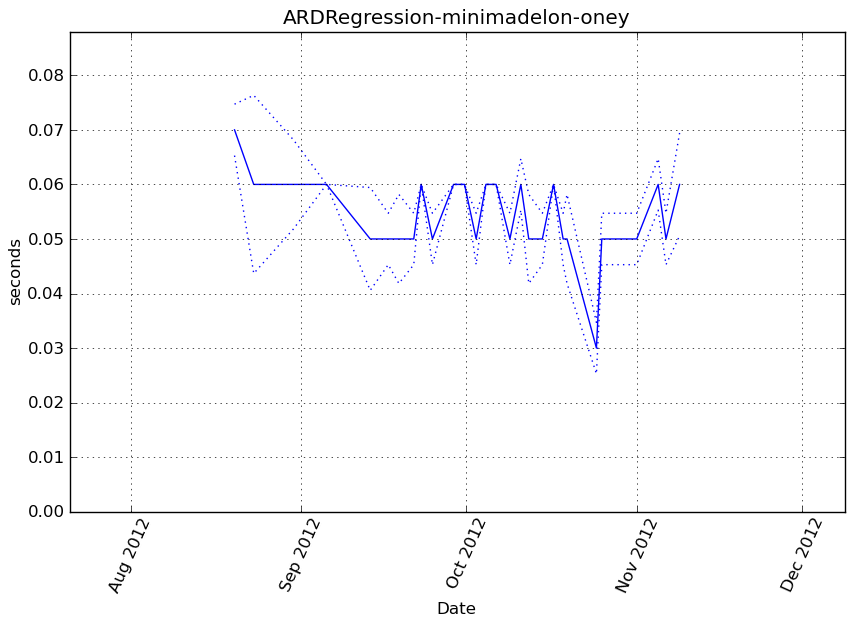 ARDRegression-minimadelon-oney
0.08
0.07
0.06
0.05
0.04
0.03
0.02
0.01
0.00
seconds
Aug 2012
Sep 2012
Oct 2012
Nov 2012
Dec 2012
Date